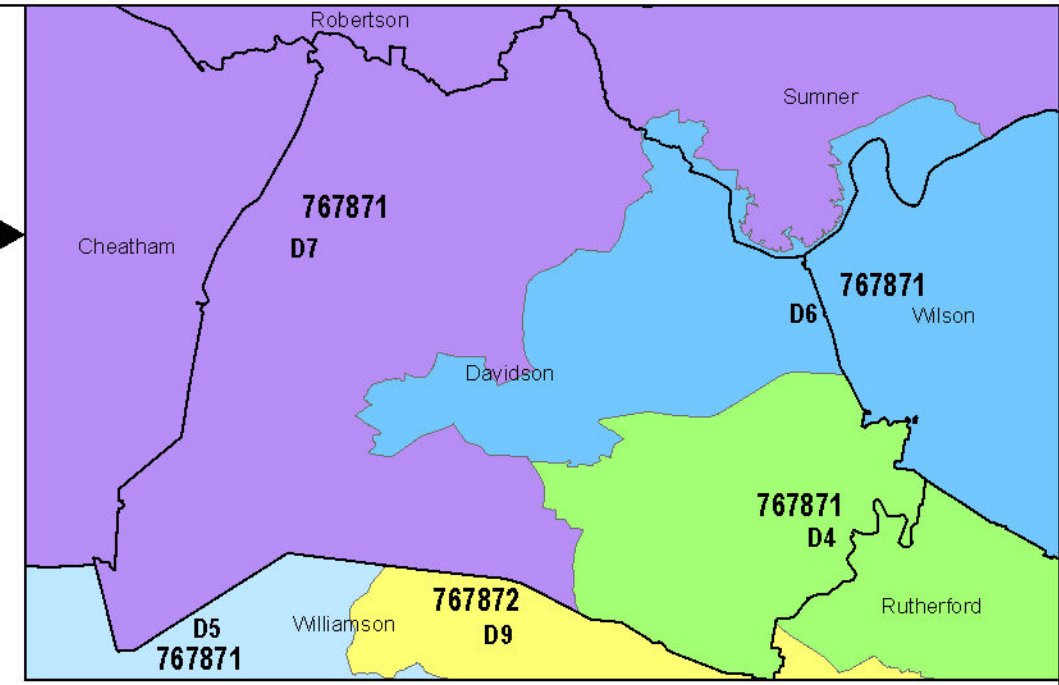 Robertson
Sumner
767871
D7
Cheatham
767871
D6
Wilson
Davidson
767871
D4
767872
D9
Rutherford
D5
Williamson
767871